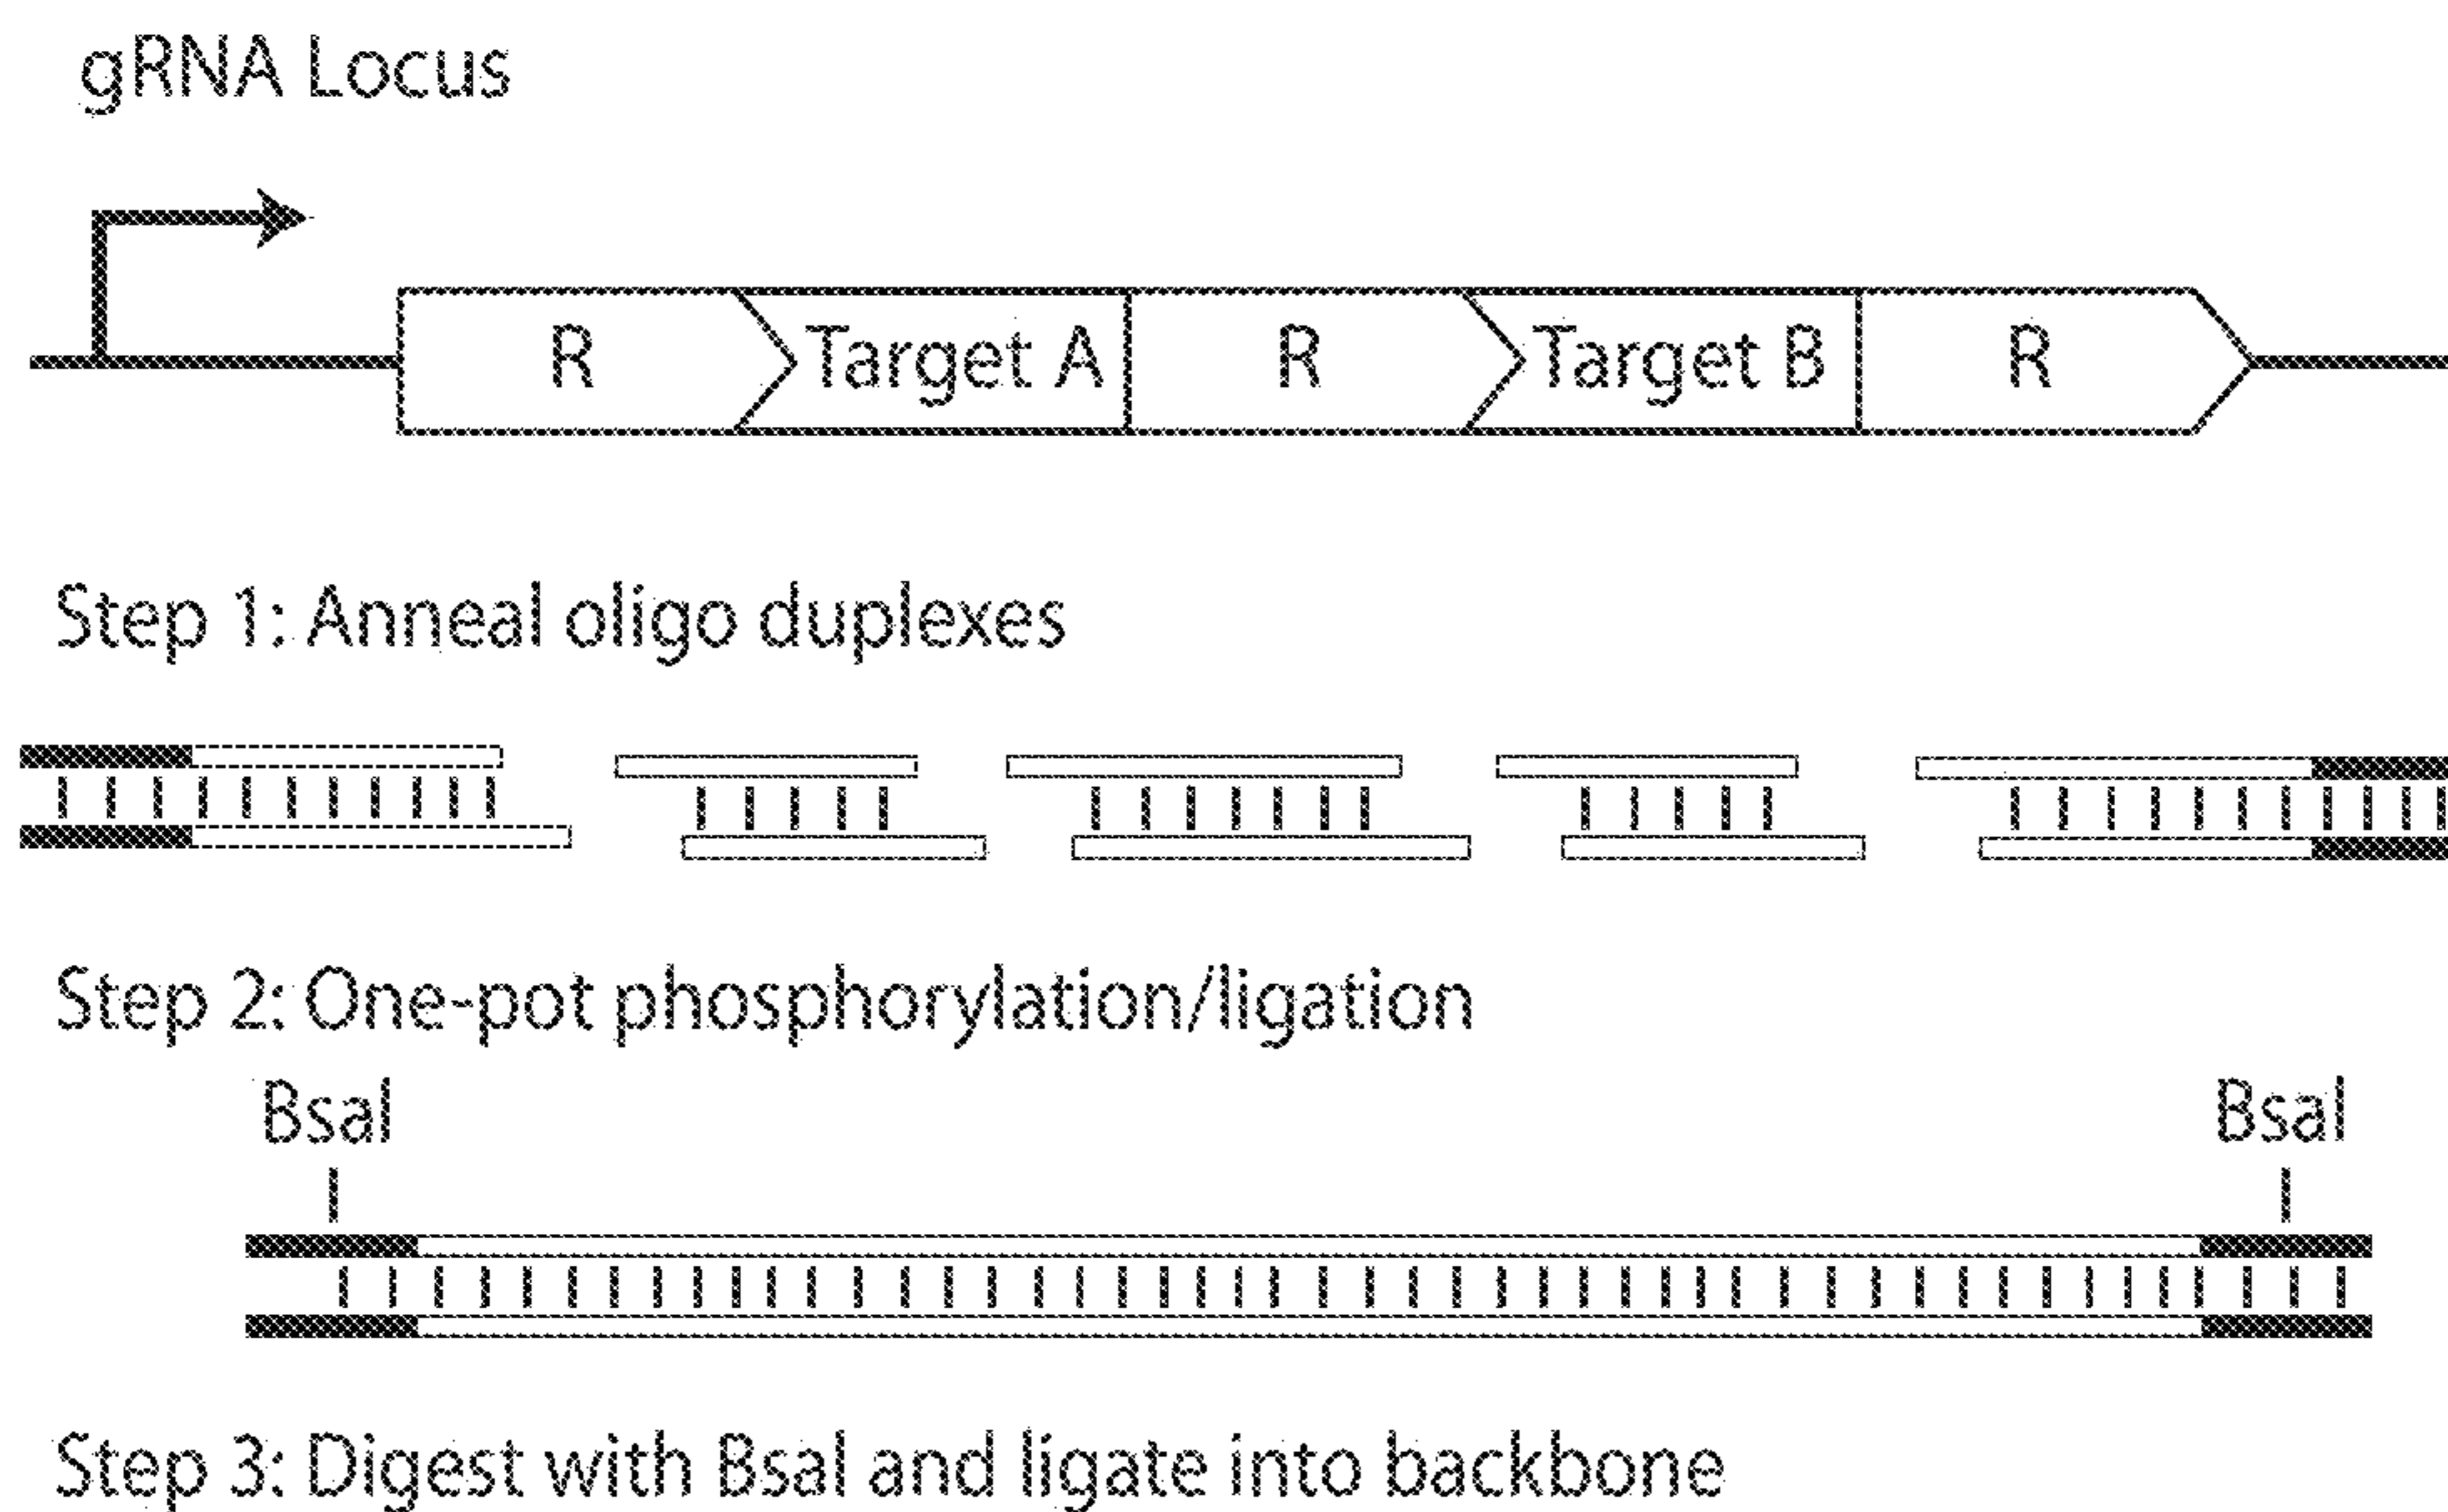 gRNA Locus
R Target A R Target B R
Step 1: Anneal oligo duplexes
Step 2: One-pot phosphorylation/ligation
BsaI BsaI
Step 3: Digest with BsaI and ligate into backbone